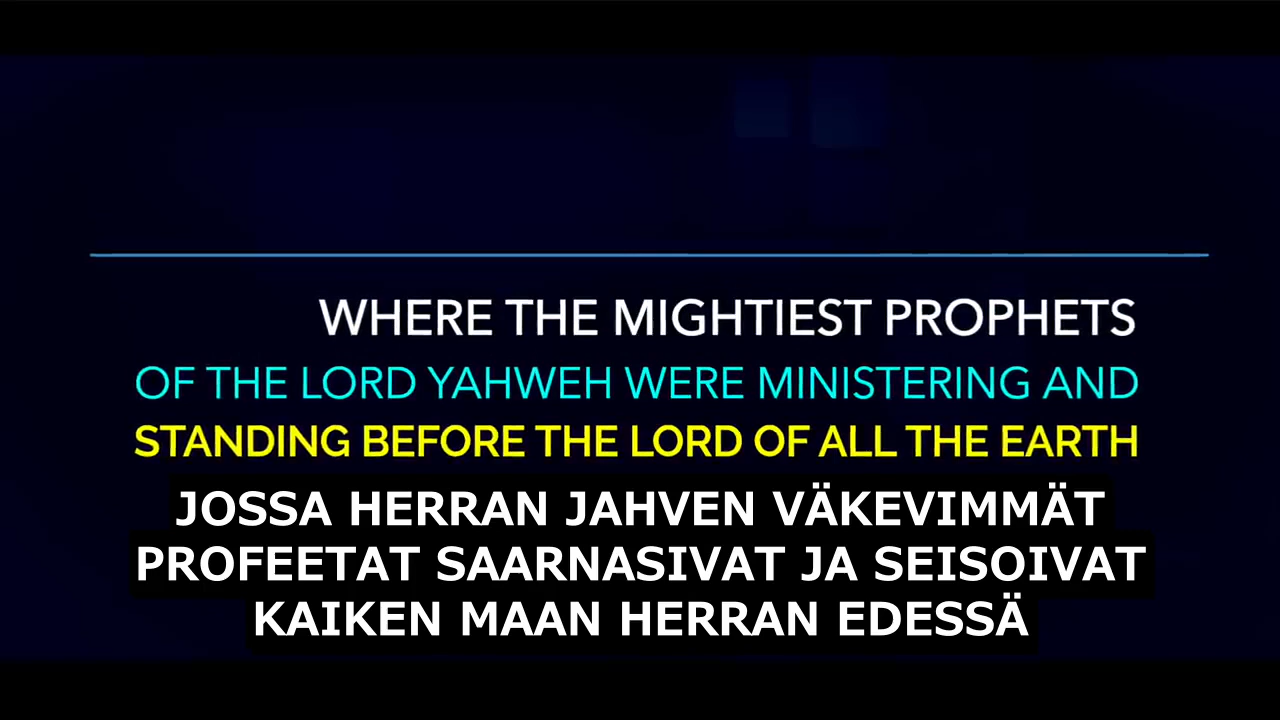 WHERE THE MIGHTIEST PROPHETS
OF THE LORD YAHWEH WERE MINISTERING AND
STANDING BEFORE THE LORD OF ALL THE EARTH
JOSSA HERRAN JAHVEN VÄKEVIMMÄT
PROFEETAT SAARNASIVAT JA SEISOIVAT
KAIKEN MAAN HERRAN EDESSÄ